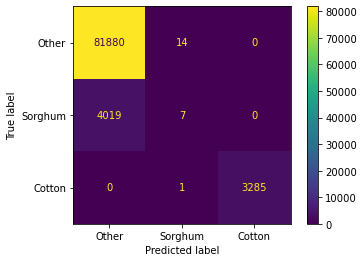 Other 81880 14 0
Sorghum 4019 7 0
Cotton 0 1 3285
Other Sorghum Cotton
Predicted label
True label
80000
70000
60000
50000
40000
30000
20000
10000
0